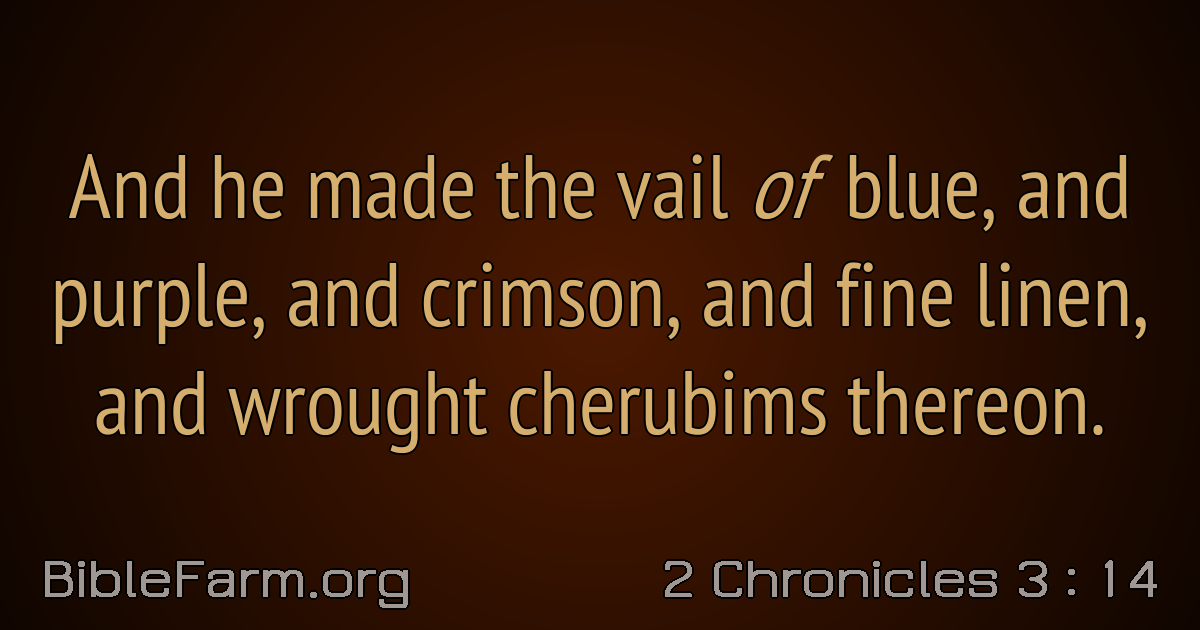 And he made the vail of blue, and
purple, and crimson, and fine linen,
and wrought cherubims thereon.
BibleFarm.org
2 Chronicles 3 : 14